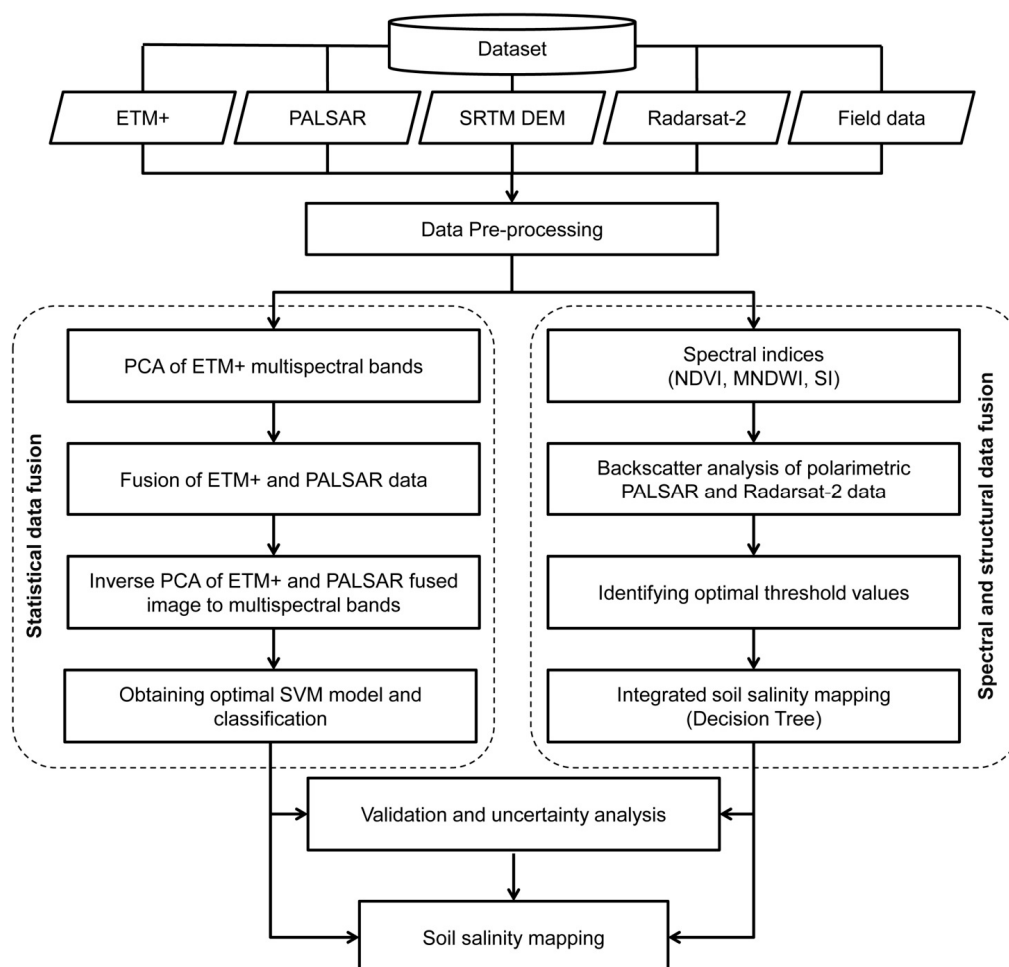 Dataset
ETM+
PALSAR
SRTM DEM
Radarsat-2
Field data
Data Pre-processing
Statistical data fusion
PCA of ETM+ multispectral bands
Fusion of ETM+ and PALSAR data
Inverse PCA of ETM+ and PALSAR fused
image to multispectral bands
Obtaining optimal SVM model and
classification
Spectral indices
(NDVI, MNDWI, SI)
Backscatter analysis of polarimetric
PALSAR and Radarsat-2 data
Identifying optimal threshold values
Integrated soil salinity mapping
(Decision Tree)
Spectral and structural data fusion
Validation and uncertainty analysis
Soil salinity mapping